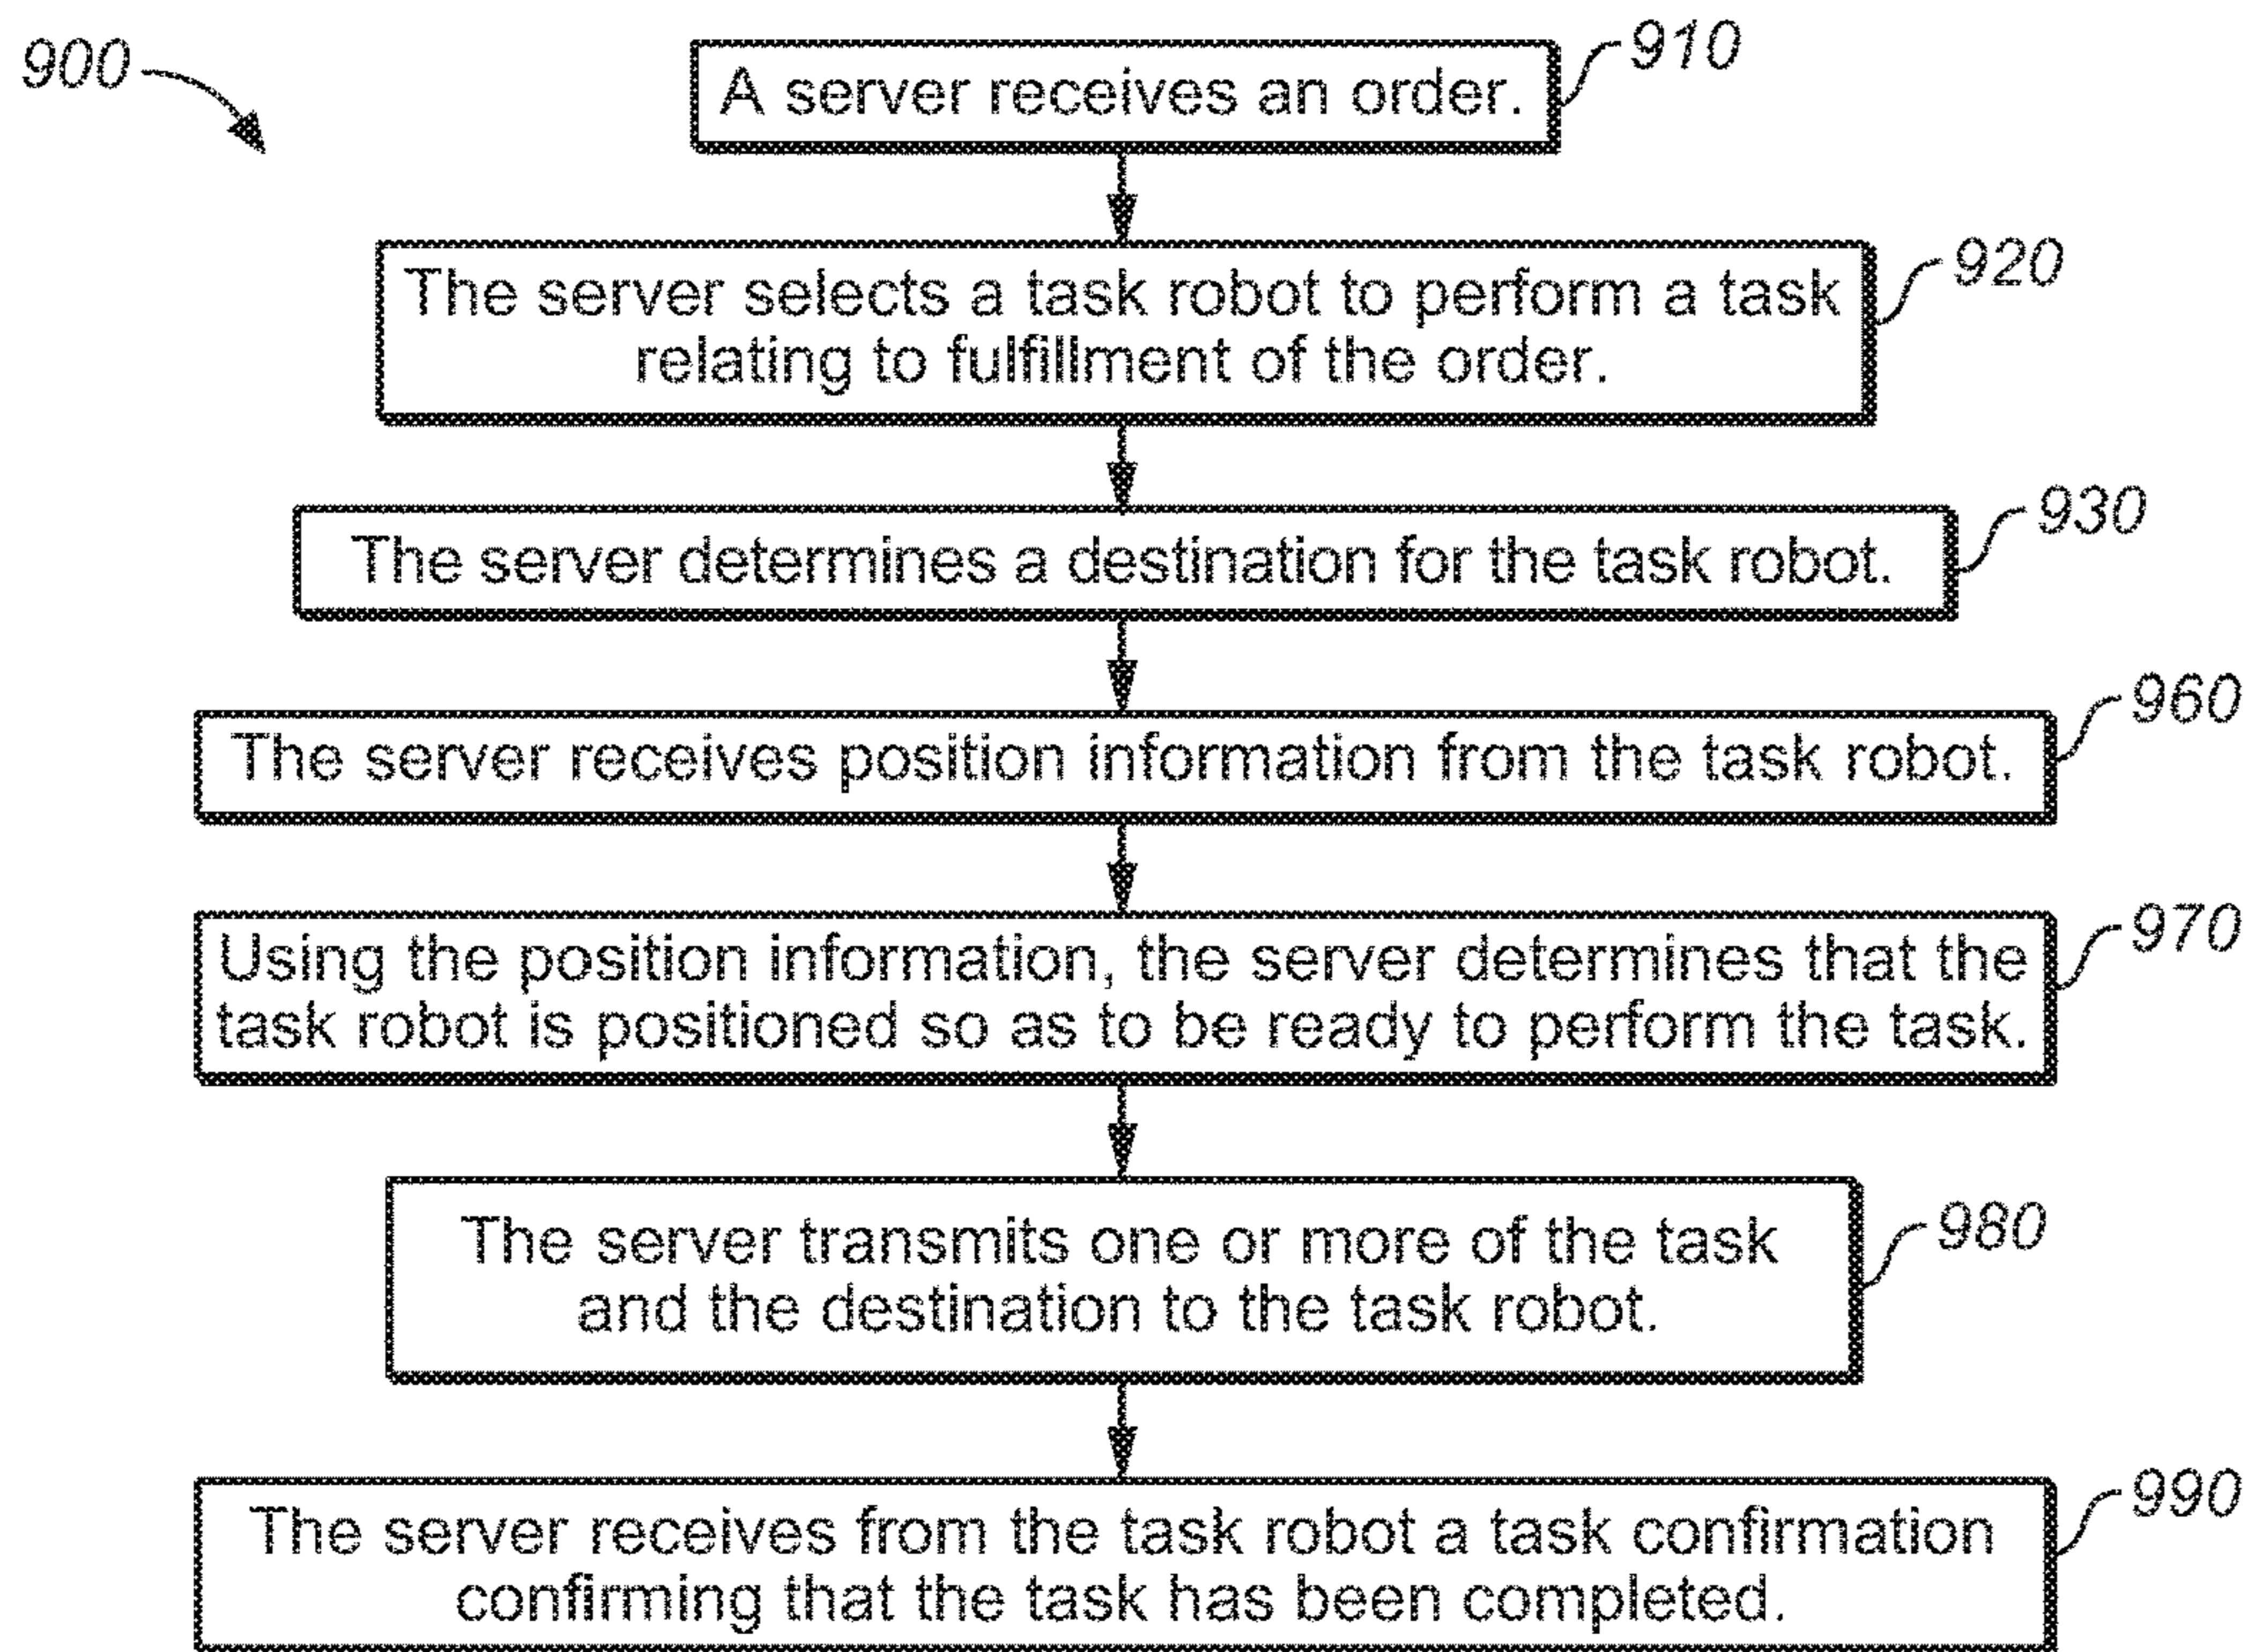 900
A server receives an order.
910
The server selects a task robot to perform a task
relating to fulfillment of the order.
920
The server determines a destination for the task robot.
930
The server receives position information from the task robot.
960
Using the position information, the server determines that the
task robot is positioned so as to be ready to perform the task.
970
The server transmits one or more of the task
and the destination to the task robot.
980
The server receives from the task robot a task confirmation
confirming that the task has been completed.
990